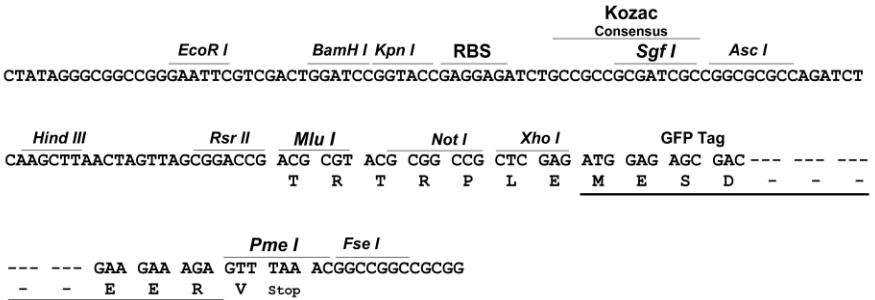 Kozac
Consensus
EcoR I BamH I Kpn I RBS Sgf I Asc I
CTATAGGGCGGCCGGGAATTCGTCGACTGGATCCGGTACCGAGGAGATCTGCCGCCGCGATCGCCGGCGCGCCAGATCT
Hind III Rsr II Mlu I Not I Xho I GFP Tag
CAAGCTTAACTAGTTAGCGGACCG ACG CGT ACG CGG CCG CTC GAG ATG GAG AGC GAC --- --- ---
T R T R P L E M E S D - - -
Pme I Fse I
--- --- GAA GAA AGA GTT TAA ACGGCCGGCCGCGG
- - E E R V Stop